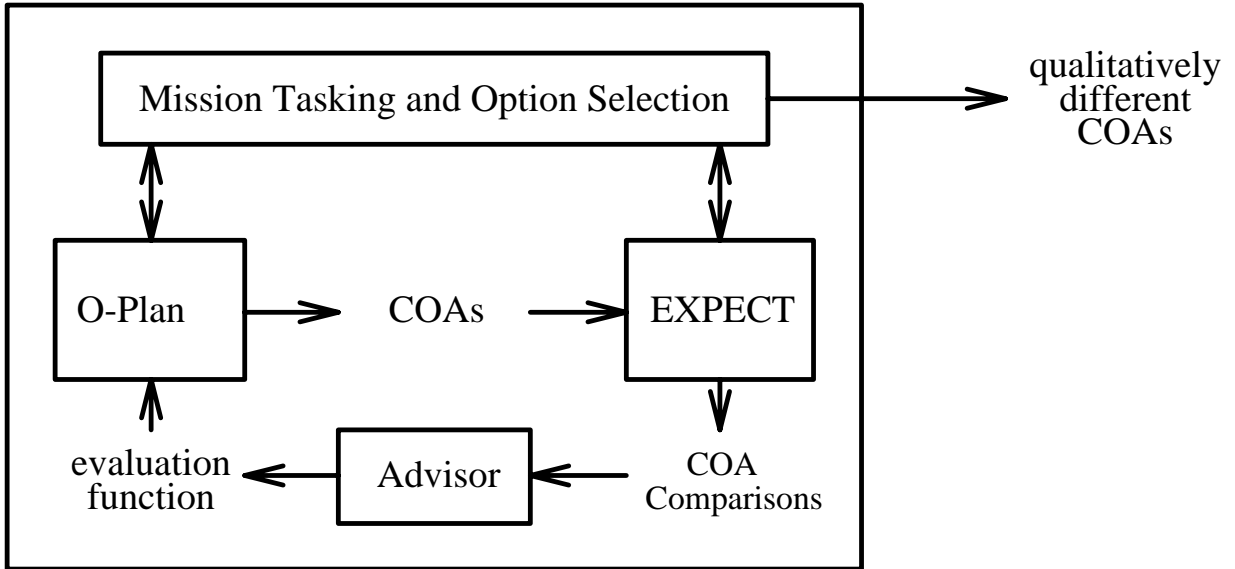 Mission Tasking and Option Selection
qualitatively
different
COAs
O-Plan
COAs
EXPECT
evaluation
function
Advisor
COA
Comparisons